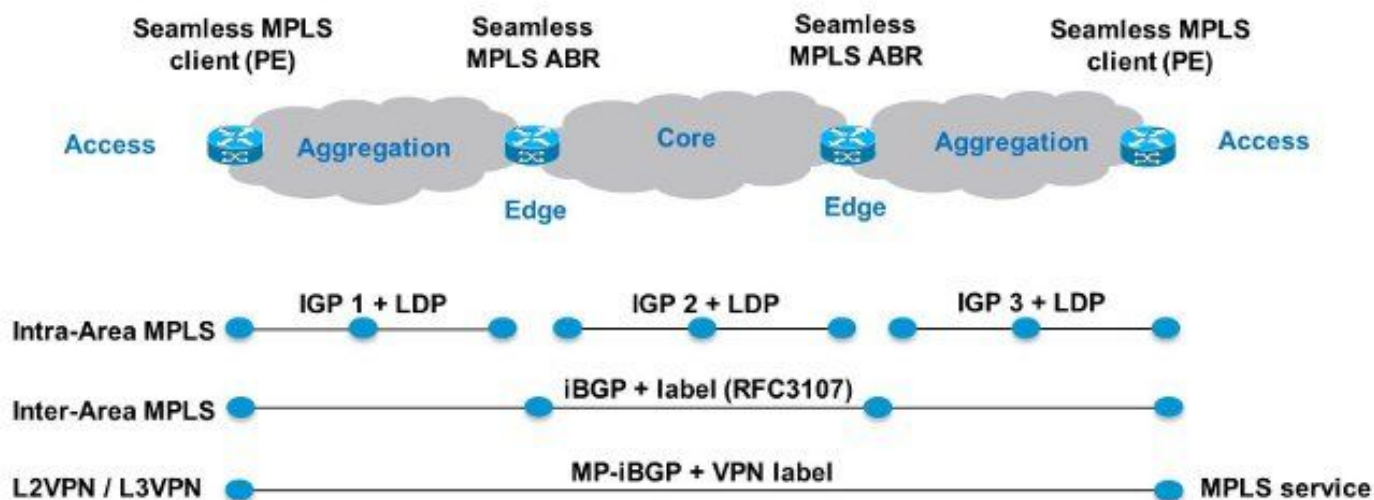 Seamless MPLS client (PE)
Seamless MPLS ABR
Seamless MPLS ABR
Seamless MPLS client (PE)
Access
Aggregation
Core
Aggregation
Access
Edge
Edge
IGP 1 + LDP
IGP 2 + LDP
IGP 3 + LDP
Intra-Area MPLS
iBGP + label (RFC3107)
Inter-Area MPLS
MP-iBGP + VPN label
L2VPN / L3VPN
MPLS service